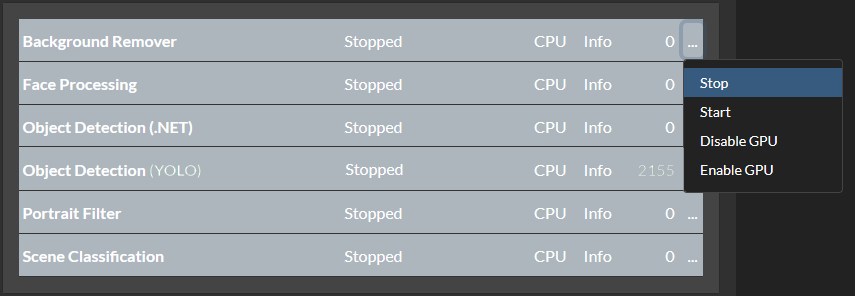 Background Remover Stopped CPU Info 0 ...
Stop
Face Processing Stopped CPU Info 0
Start
Object Detection (.NET) Stopped CPU Info 0
Disable GPU
Object Detection (YOLO) Stopped CPU Info 2155
Enable GPU
Portrait Filter Stopped CPU Info 0 ...
Scene Classification Stopped CPU Info 0 ...